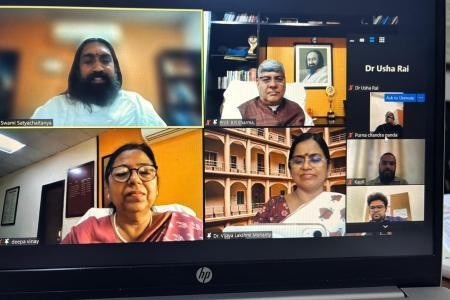 Dr Usha Rai
Swami Satyachaitanya
Prof. B.R Sharma,
Dr Usha Rai
Ask to Unmute
Purna chandra panda
Kapil
deepa vinay
Dr. Vijaya Lakshmi Mohanty
hp